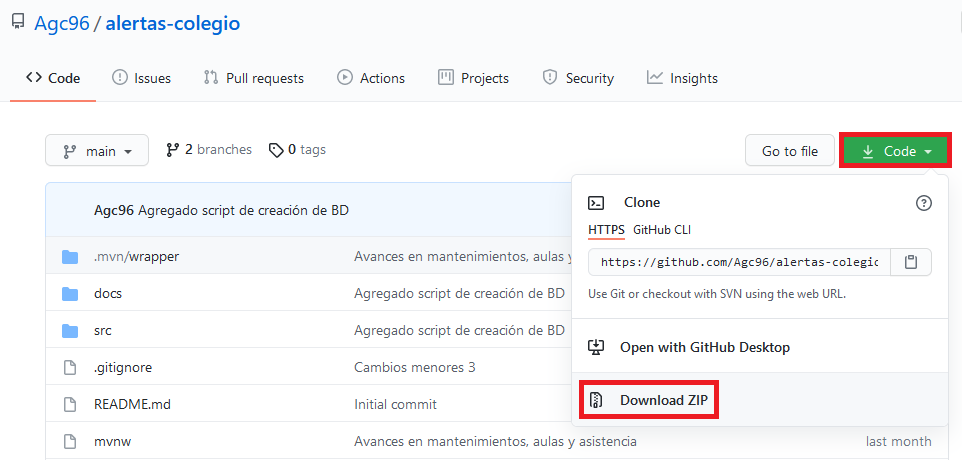 Agc96 / alertas-colegio
Code Issues Pull requests Actions Projects Security Insights
main 2 branches 0 tags Go to file Code
Clone
HTTPS GitHub CLI
https://github.com/Agc96/alertas-colegio
Use Git or checkout with SVN using the web URL.
Open with GitHub Desktop
Download ZIP
Agc96 Agregado script de creación de BD
.mvn/wrapper Avances en mantenimientos, aulas y
docs Agregado script de creación de BD
src Agregado script de creación de BD
.gitignore Cambios menores 3
README.md Initial commit
mvnw Avances en mantenimientos, aulas y asistencia last month